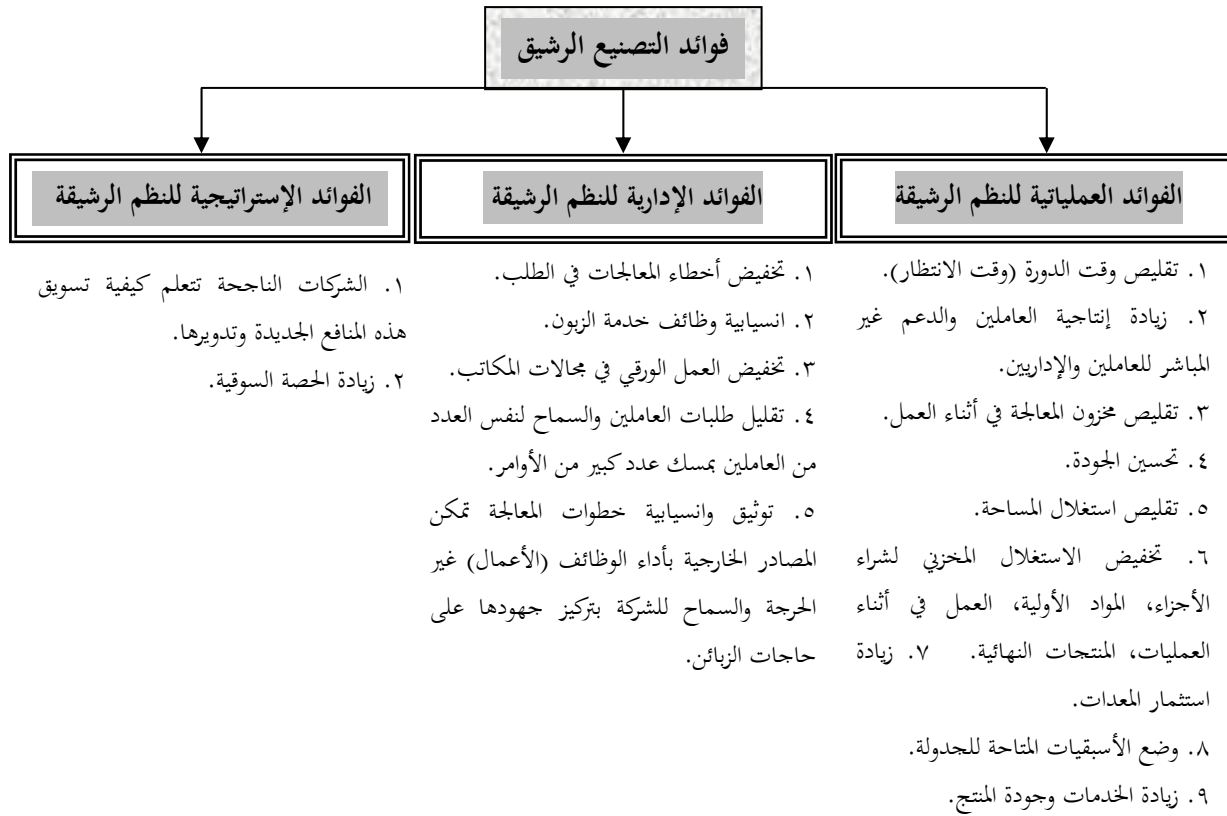 فوائد التصنيع الرشيق
الفوائد العملياتية للنظم الرشيقة
١. تقليص وقت الدورة (وقت الانتظار).
٢. زيادة إنتاجية العاملين والدعم غير
المباشر للعاملين والإداريين.
٣. تقليص مخزون المعالجة في أثناء العمل.
٤. تحسين الجودة.
٥. تقليص استغلال المساحة.
٦. تخفيض الاستغلال المخزني لشراء
الأجزاء، المواد الأولية، العمل في أثناء
العمليات، المنتجات النهائية. ٧. زيادة
استثمار المعدات.
٨. وضع الأسبقيات المتاحة للجدولة.
٩. زيادة الخدمات وجودة المنتج.
الفوائد الإدارية للنظم الرشيقة
١. تخفيض أخطاء المعالجات في الطلب.
٢. انسيابية وظائف خدمة الزبون.
٣. تخفيض العمل الورقي في مجالات المكاتب.
٤. تقليل طلبات العاملين والسماح لنفس العدد
من العاملين بمسك عدد كبير من الأوامر.
٥. توثيق وانسيابية خطوات المعالجة تمكن
المصادر الخارجية بأداء الوظائف (الأعمال) غير
الحرجة والسماح للشركة بتركيز جهودها على
حاجات الزبائن.
الفوائد الإستراتيجية للنظم الرشيقة
١. الشركات الناجحة تتعلم كيفية تسويق
هذه المنافع الجديدة وتدويرها.
٢. زيادة الحصة السوقية.